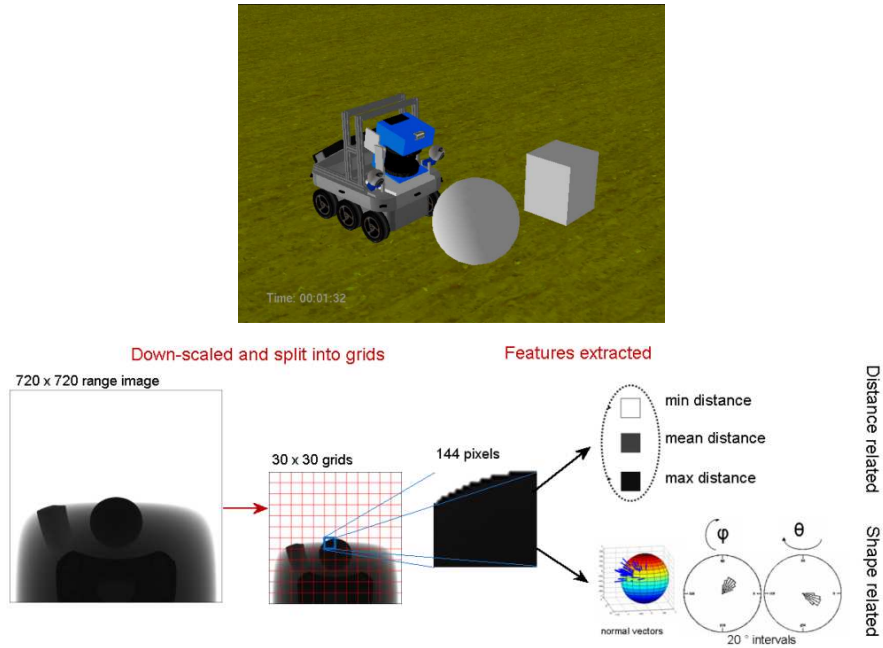 Time: 00:01:32
Down-scaled and split into grids
Features extracted
720 x 720 range image
30 x 30 grids
144 pixels
min distance
mean distance
max distance
Distance related
φ
θ
normal vectors
20 ° intervals
Shape related